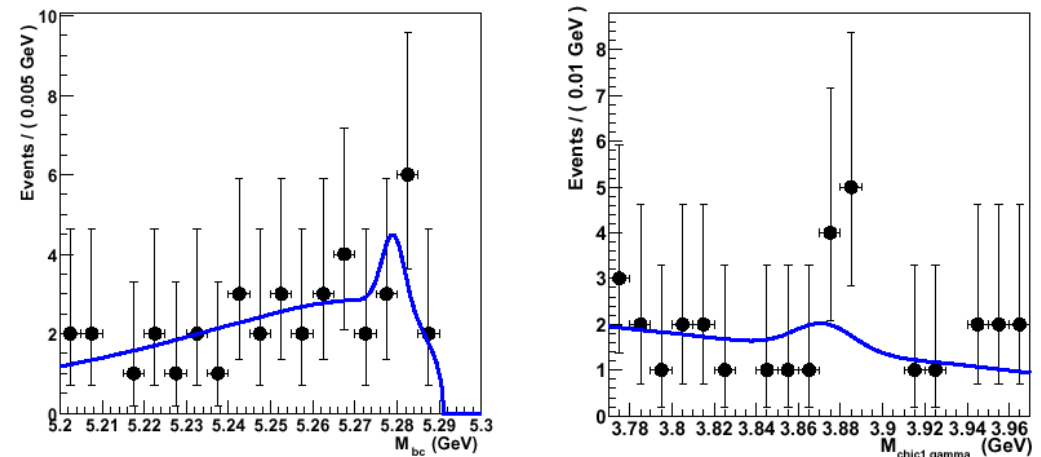 Events / ( 0.005 GeV )
10
8
6
4
2
0
5.2 5.21 5.22 5.23 5.24 5.25 5.26 5.27 5.28 5.29 5.3
M bc (GeV)
Events / ( 0.01 GeV )
8
7
6
5
4
3
2
1
0
3.78 3.8 3.82 3.84 3.86 3.88 3.9 3.92 3.94 3.96
M chic1 gamma (GeV)